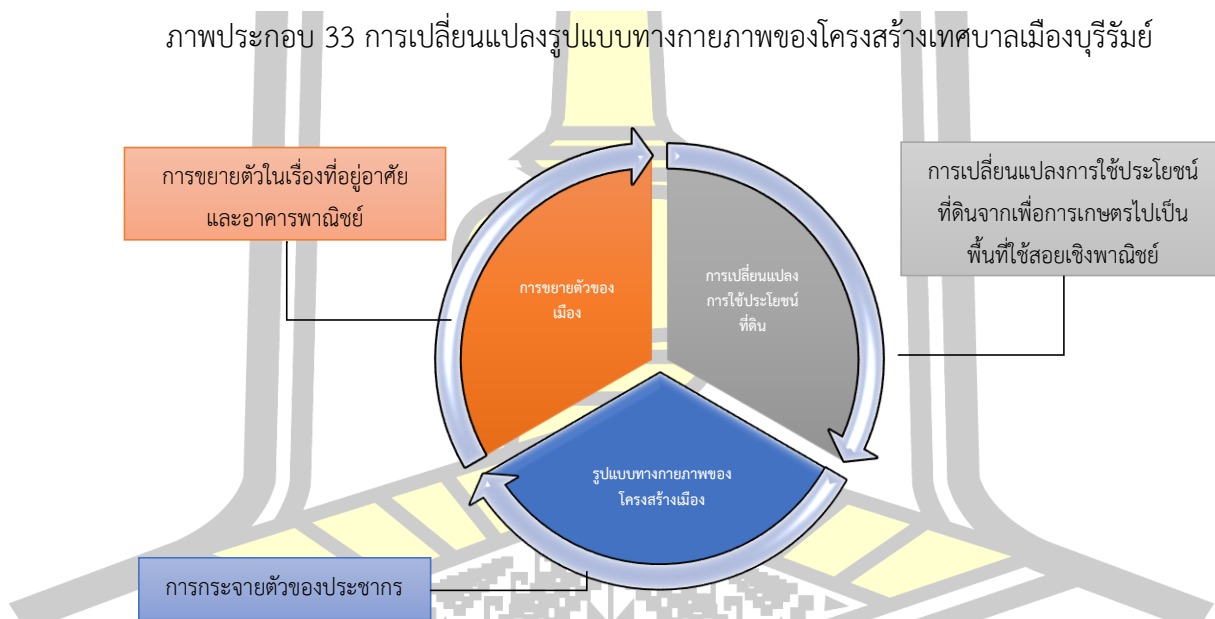 ภาพประกอบ 33 การเปลี่ยนแปลงรูปแบบทางกายภาพของโครงสร้างเทศบาลเมืองบุรีรัมย์
การขยายตัวในเรื่องที่อยู่อาศัย
และอาคารพาณิชย์
การเปลี่ยนแปลงการใช้ประโยชน์
ที่ดินจากเพื่อการเกษตรไปเป็น
พื้นที่ใช้สอยเชิงพาณิชย์
การขยายตัวของ
เมือง
การเปลี่ยนแปลง
การใช้ประโยชน์
ที่ดิน
รูปแบบทางกายภาพของ
โครงสร้างเมือง
การกระจายตัวของประชากร